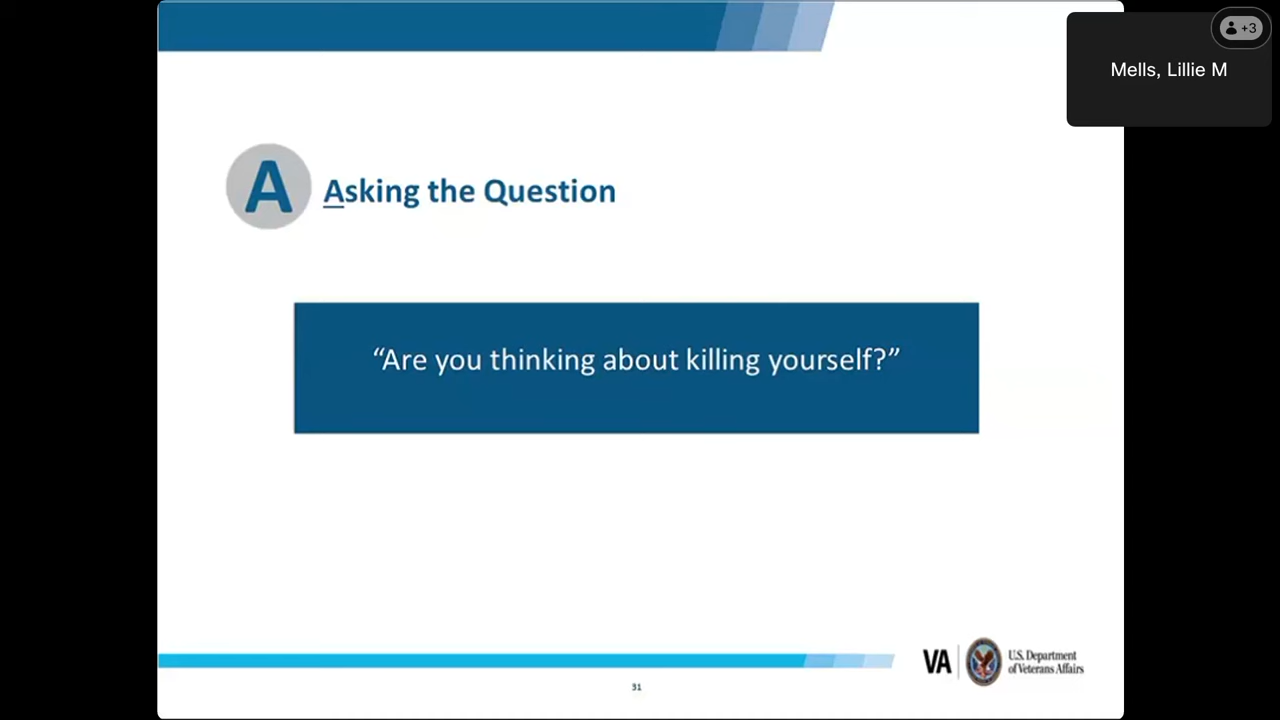 +3
Mells, Lillie M
A
Asking the Question
“Are you thinking about killing yourself?”
VA
U.S. Department
of Veterans Affairs
31